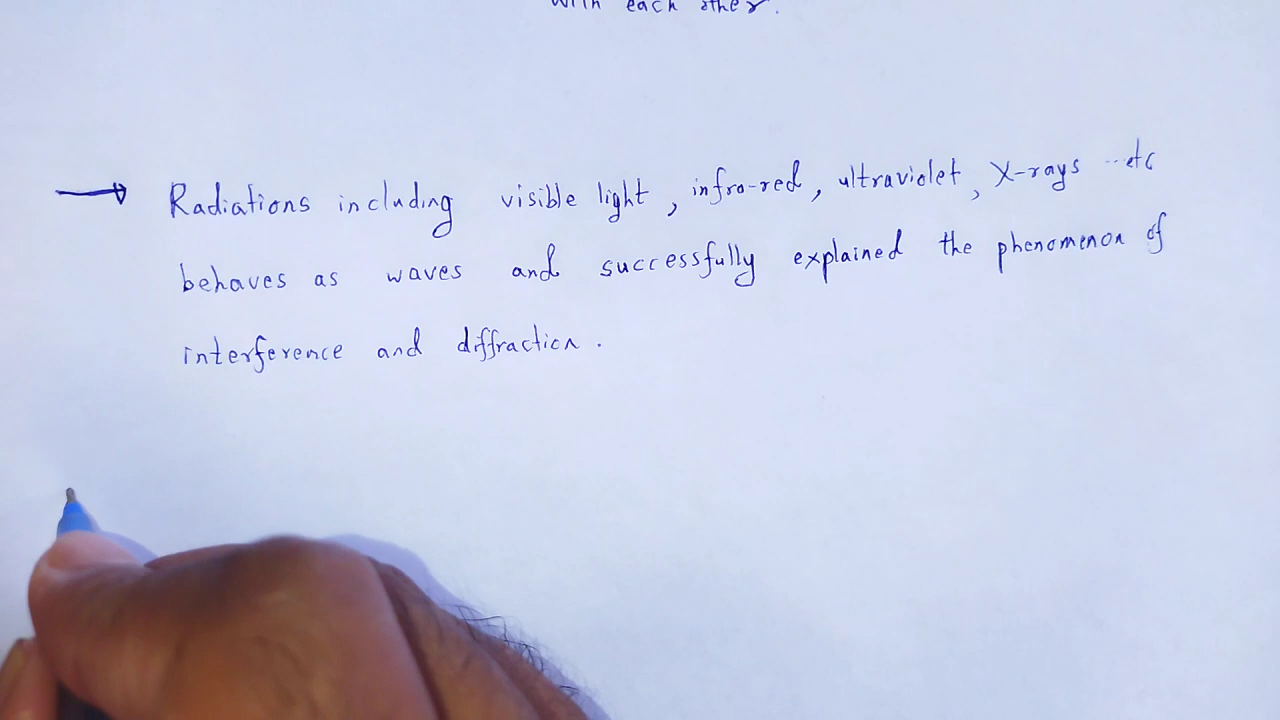 with each other.
→ Radiations including visible light, infra-red, ultraviolet, X-rays ...etc
behaves as waves and successfully explained the phenomenon of
interference and diffraction.